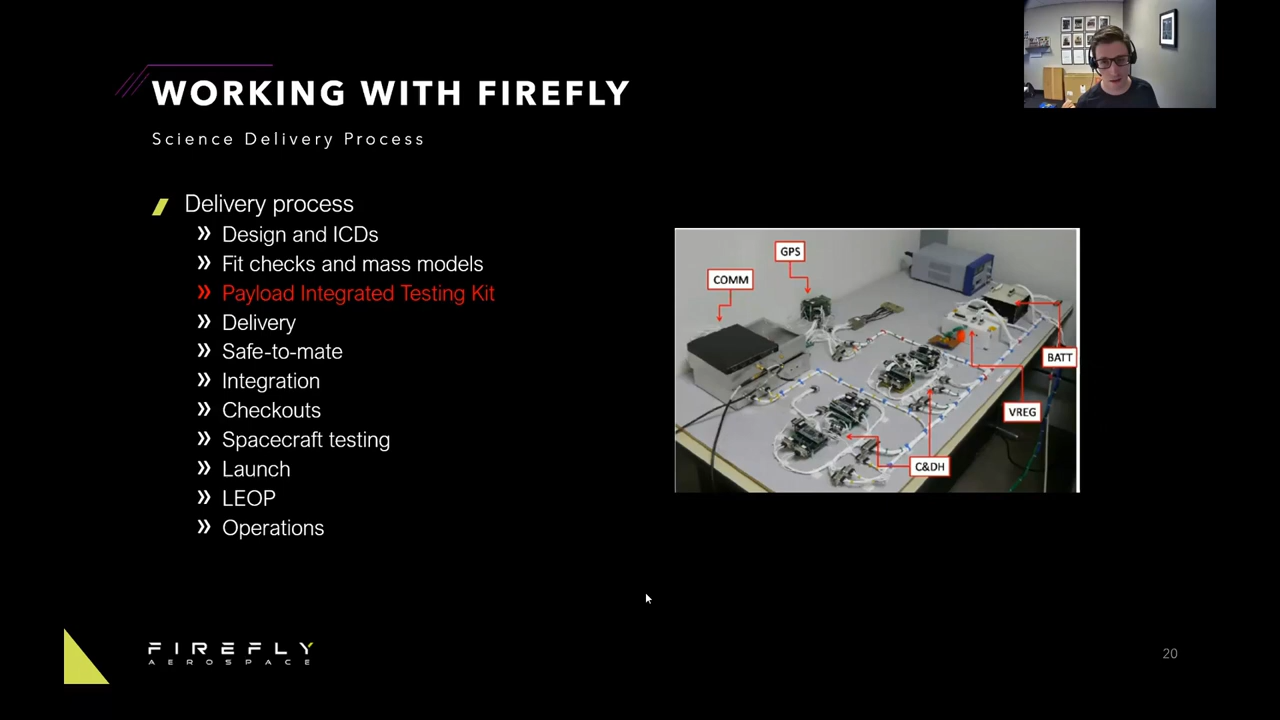 WORKING WITH FIREFLY
Science Delivery Process
Delivery process
Design and ICDs
Fit checks and mass models
Payload Integrated Testing Kit
Delivery
Safe-to-mate
Integration
Checkouts
Spacecraft testing
Launch
LEOP
Operations
GPS
COMM
BATT
VREG
C&DH
FIREFLY
AEROSPACE
20